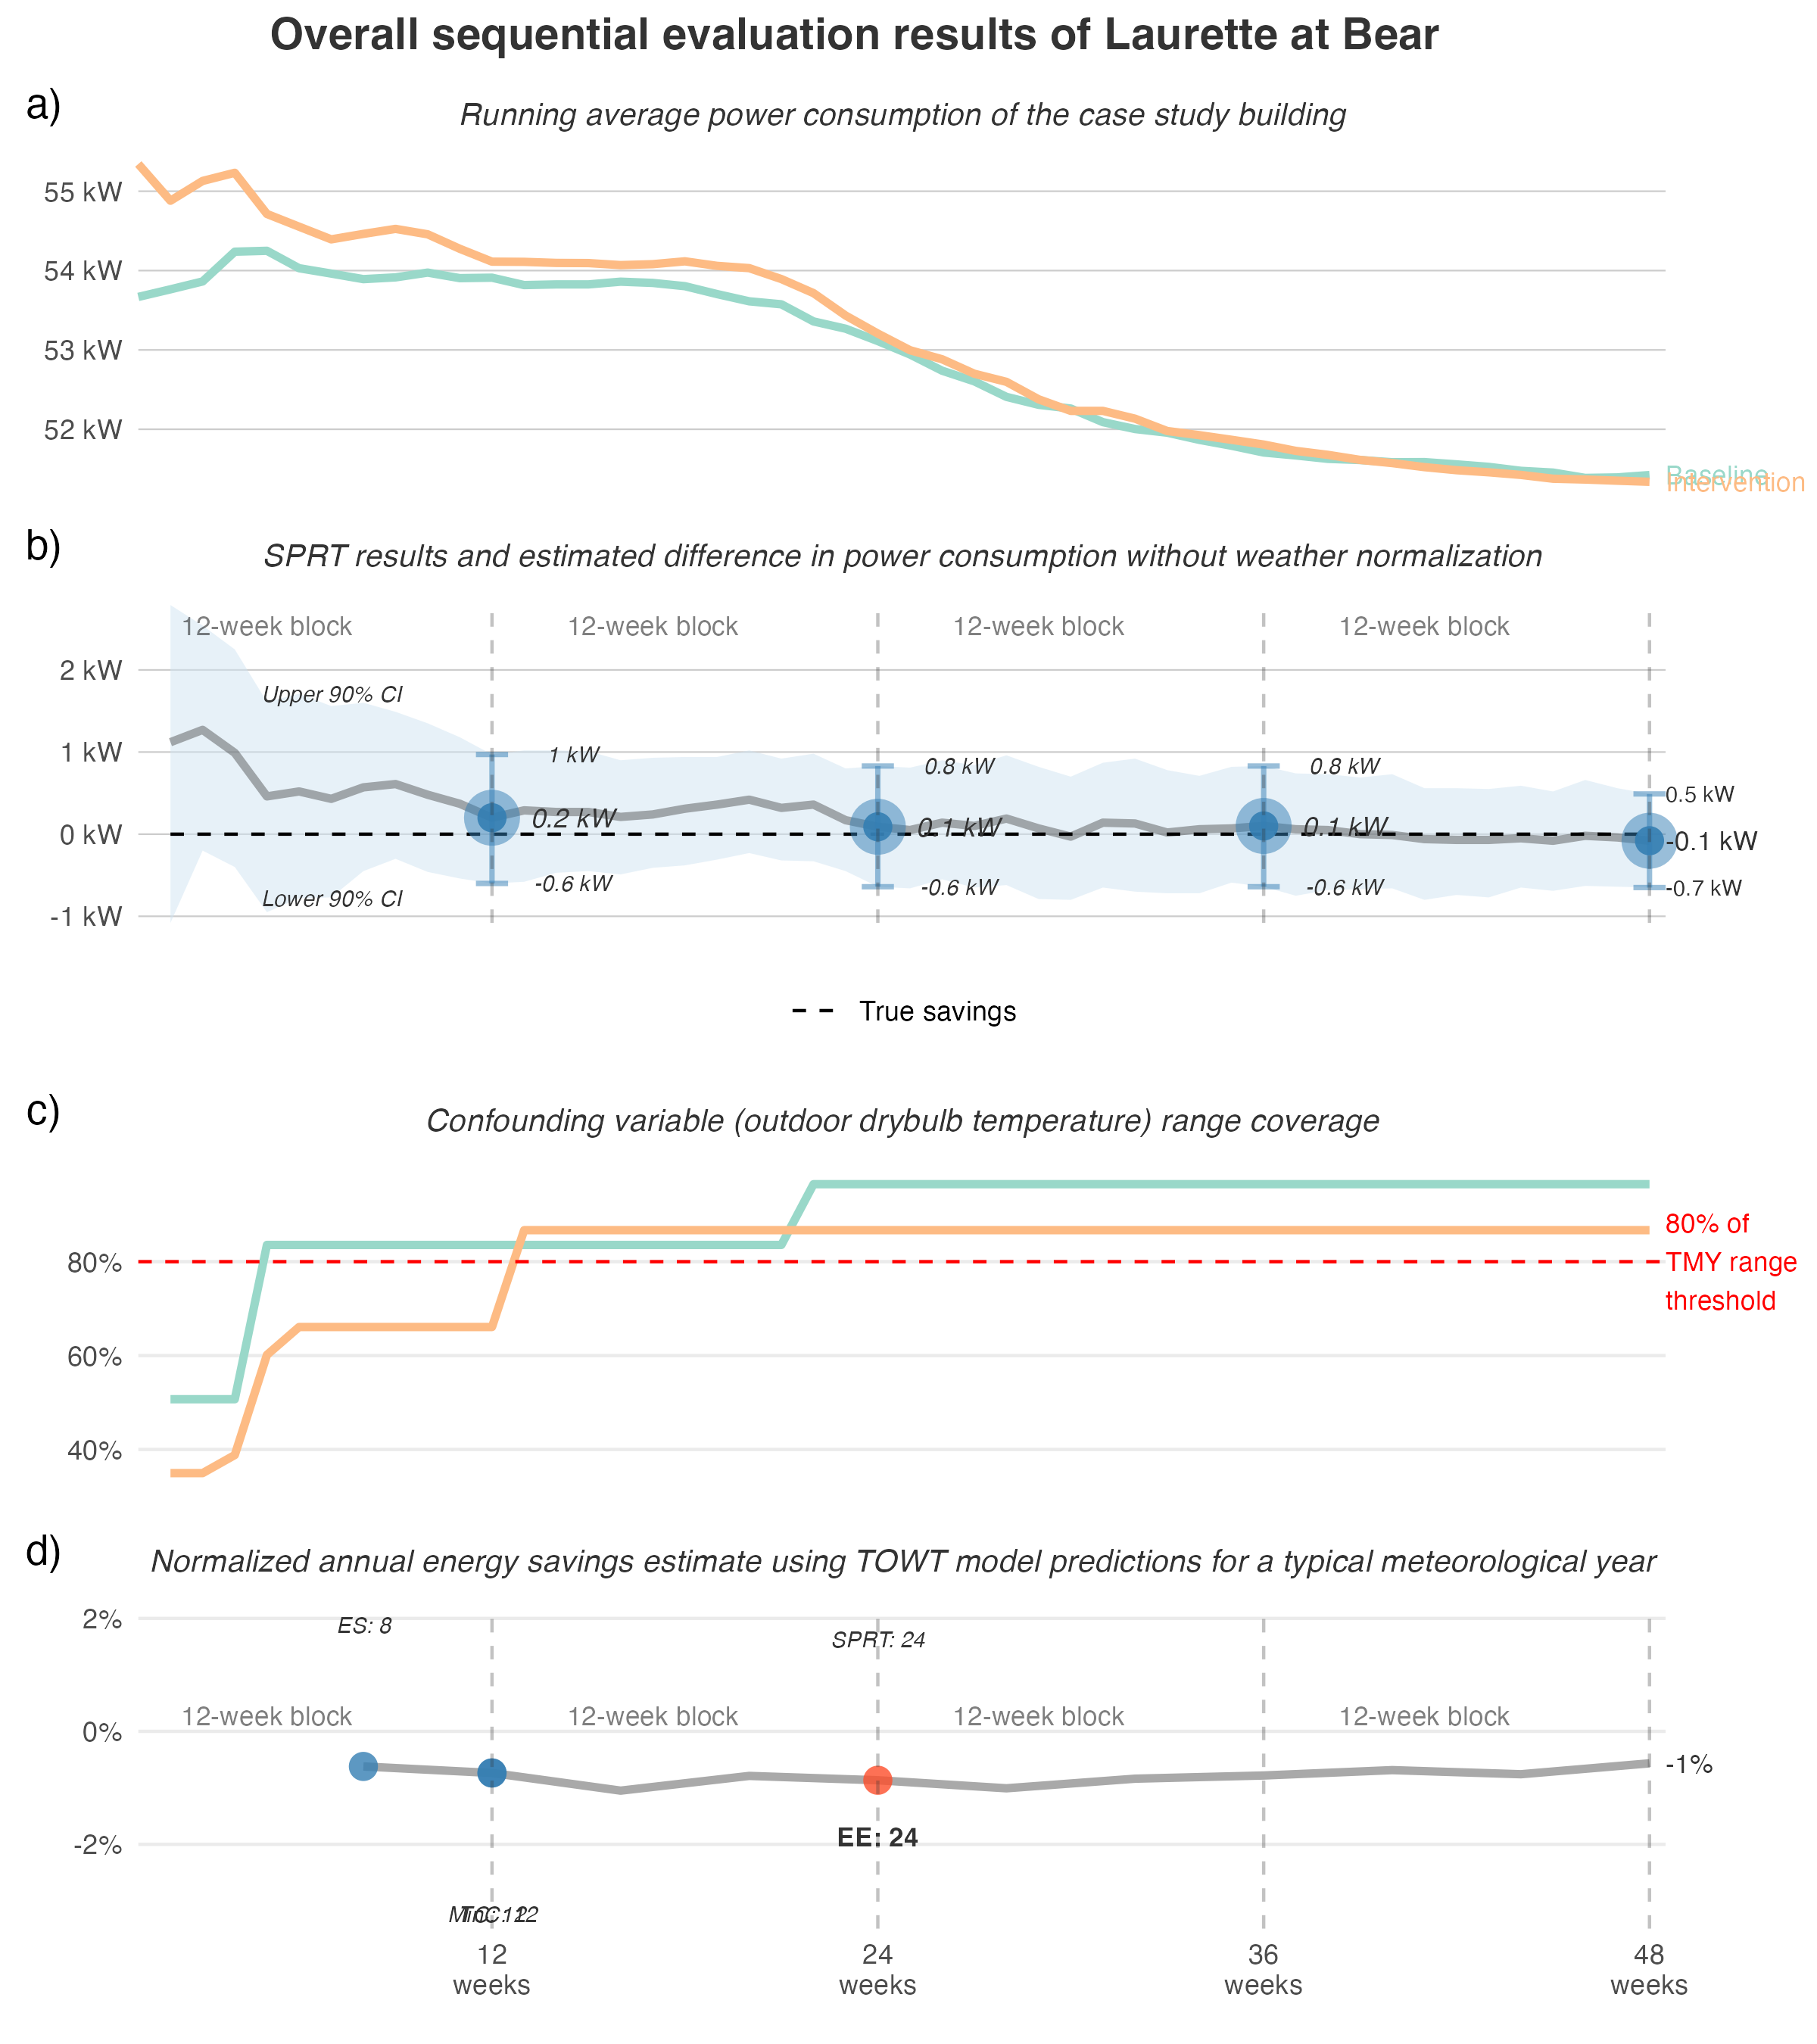 Overall sequential evaluation results of Laurette at Bear
a)
Running average power consumption of the case study building
55 kW
54 kW
53 kW
52 kW
Baseline
Intervention
b)
SPRT results and estimated difference in power consumption without weather normalization
12-week block 12-week block 12-week block 12-week block
2 kW
1 kW
0 kW
-1 kW
Upper 90% CI
Lower 90% CI
1 kW
0.2 kW
-0.6 kW
0.8 kW
0.1 kW
-0.6 kW
0.8 kW
0.1 kW
-0.6 kW
0.5 kW
-0.1 kW
-0.7 kW
True savings
c)
Confounding variable (outdoor drybulb temperature) range coverage
80%
60%
40%
80% of
TMY range
threshold
d)
Normalized annual energy savings estimate using TOWT model predictions for a typical meteorological year
2%
0%
-2%
ES: 8
SPRT: 24
12-week block 12-week block 12-week block 12-week block
-1%
EE: 24
12
weeks
24
weeks
36
weeks
48
weeks